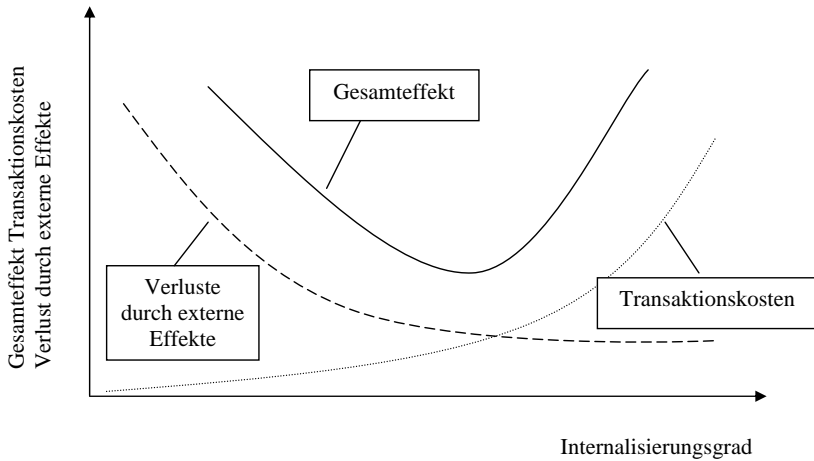 Gesamteffekt Transaktionskosten
Verlust durch externe Effekte
Gesamteffekt
Verluste
durch externe
Effekte
Transaktionskosten
Internalisierungsgrad